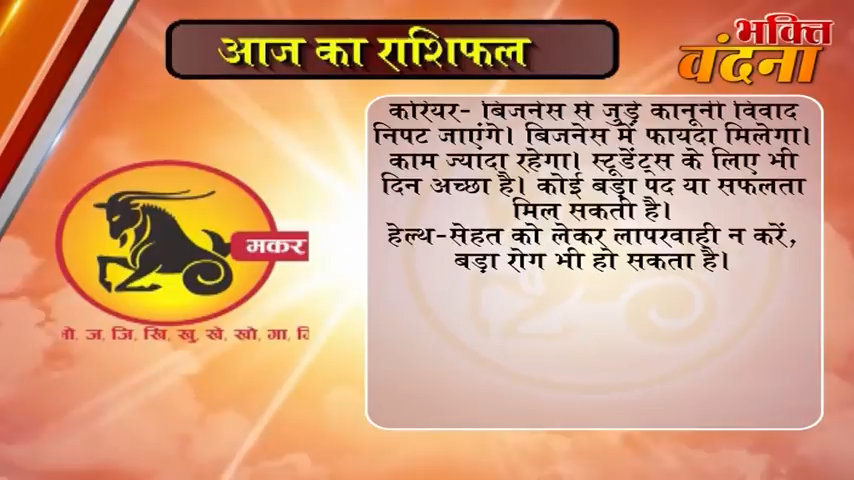 आज का राशिफल
भक्ति
वंदना
करियर- बिजनेस से जुड़े कानूनी विवाद
निपट जाएंगे। बिजनेस में फायदा मिलेगा।
काम ज्यादा रहेगा। स्टूडेंट्स के लिए भी
दिन अच्छा है। कोई बड़ा पद या सफलता
मिल सकती है।
हेल्थ-सेहत को लेकर लापरवाही न करें,
बड़ा रोग भी हो सकता है।
मकर
ज, जि, खि, खु, खे, खो, गा,